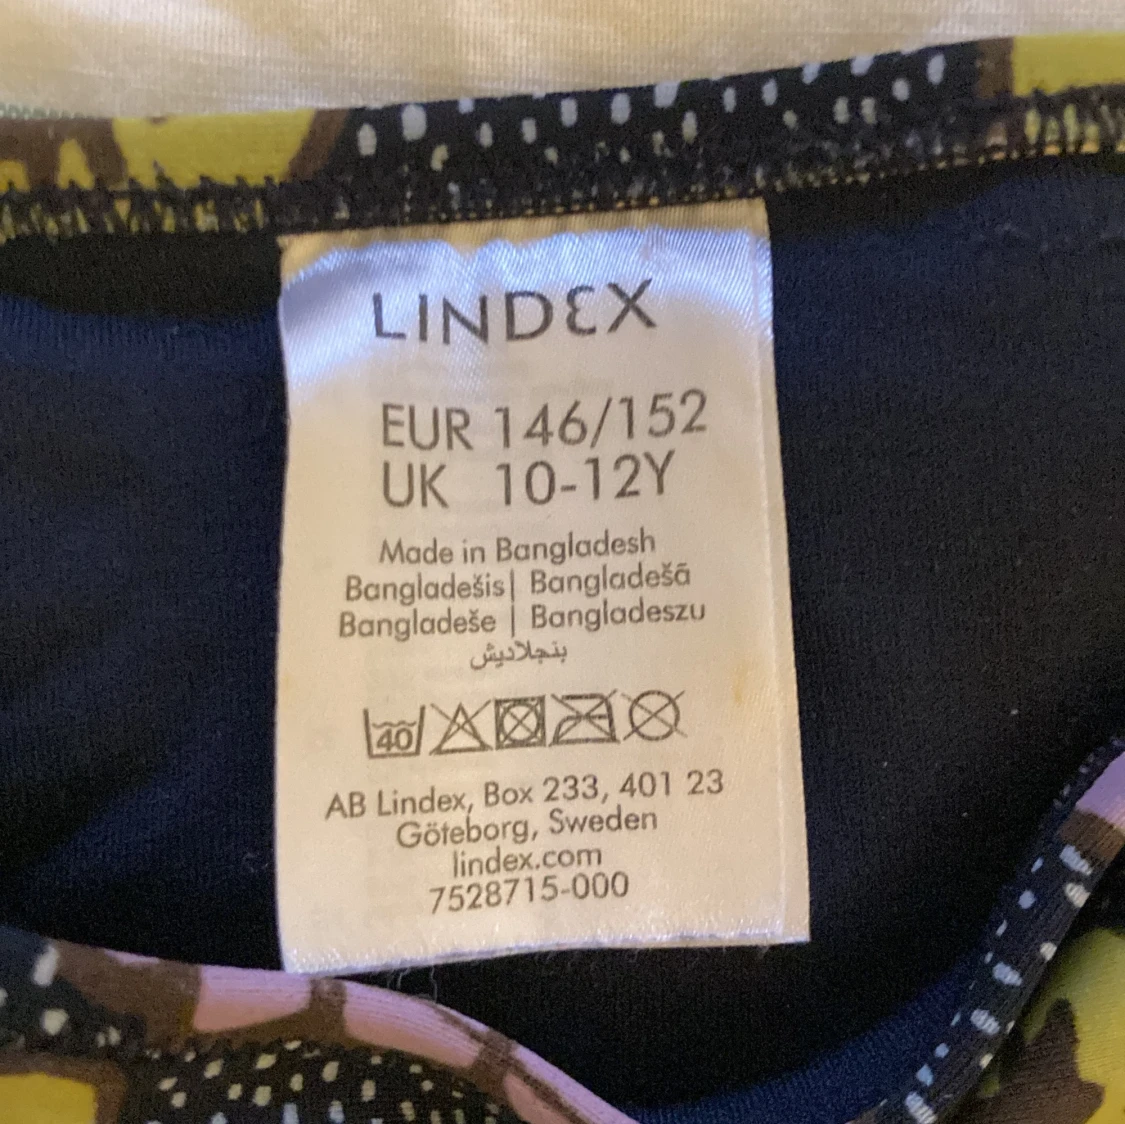 LINDEX
EUR 146/152
UK 10-12Y
Made in Bangladesh
Bangladešis| Bangladešā
Bangladeše | Bangladeszu
بنجلاديش
40
AB Lindex, Box 233, 401 23
Göteborg, Sweden
lindex.com
7528715-000